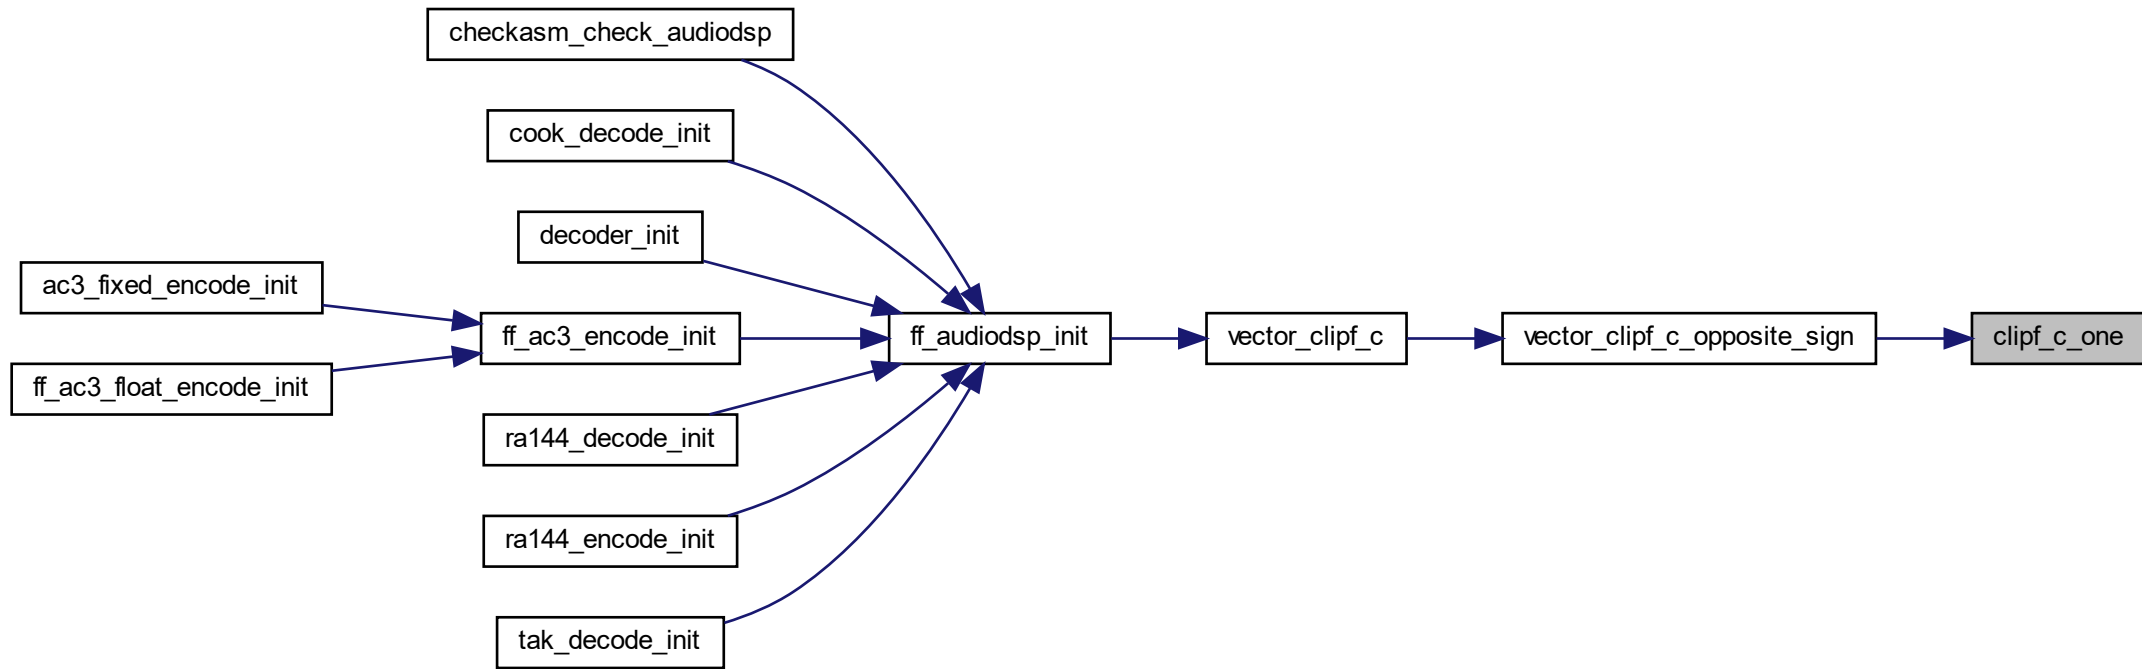 checkasm_check_audiodsp
cook_decode_init
decoder_init
ac3_fixed_encode_init
ff_ac3_encode_init
ff_audiodsp_init
vector_clipf_c
vector_clipf_c_opposite_sign
clipf_c_one
ff_ac3_float_encode_init
ra144_decode_init
ra144_encode_init
tak_decode_init